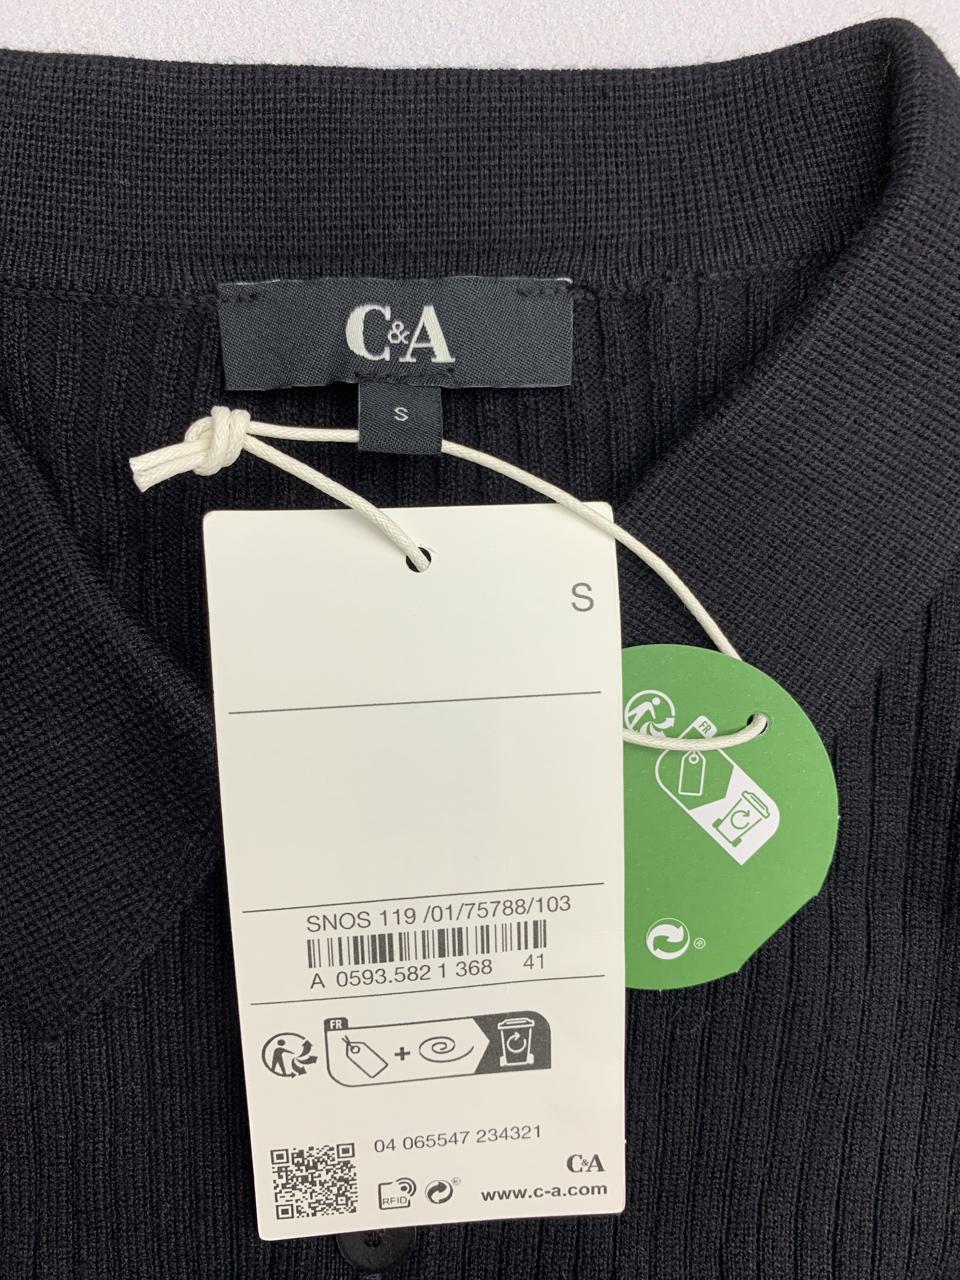 C&A
S
S
FR
®
SNOS 119 /01/75788/103
A 0593.582 1 368 41
FR
04 065547 234321
C&A
RFID
www.c-a.com